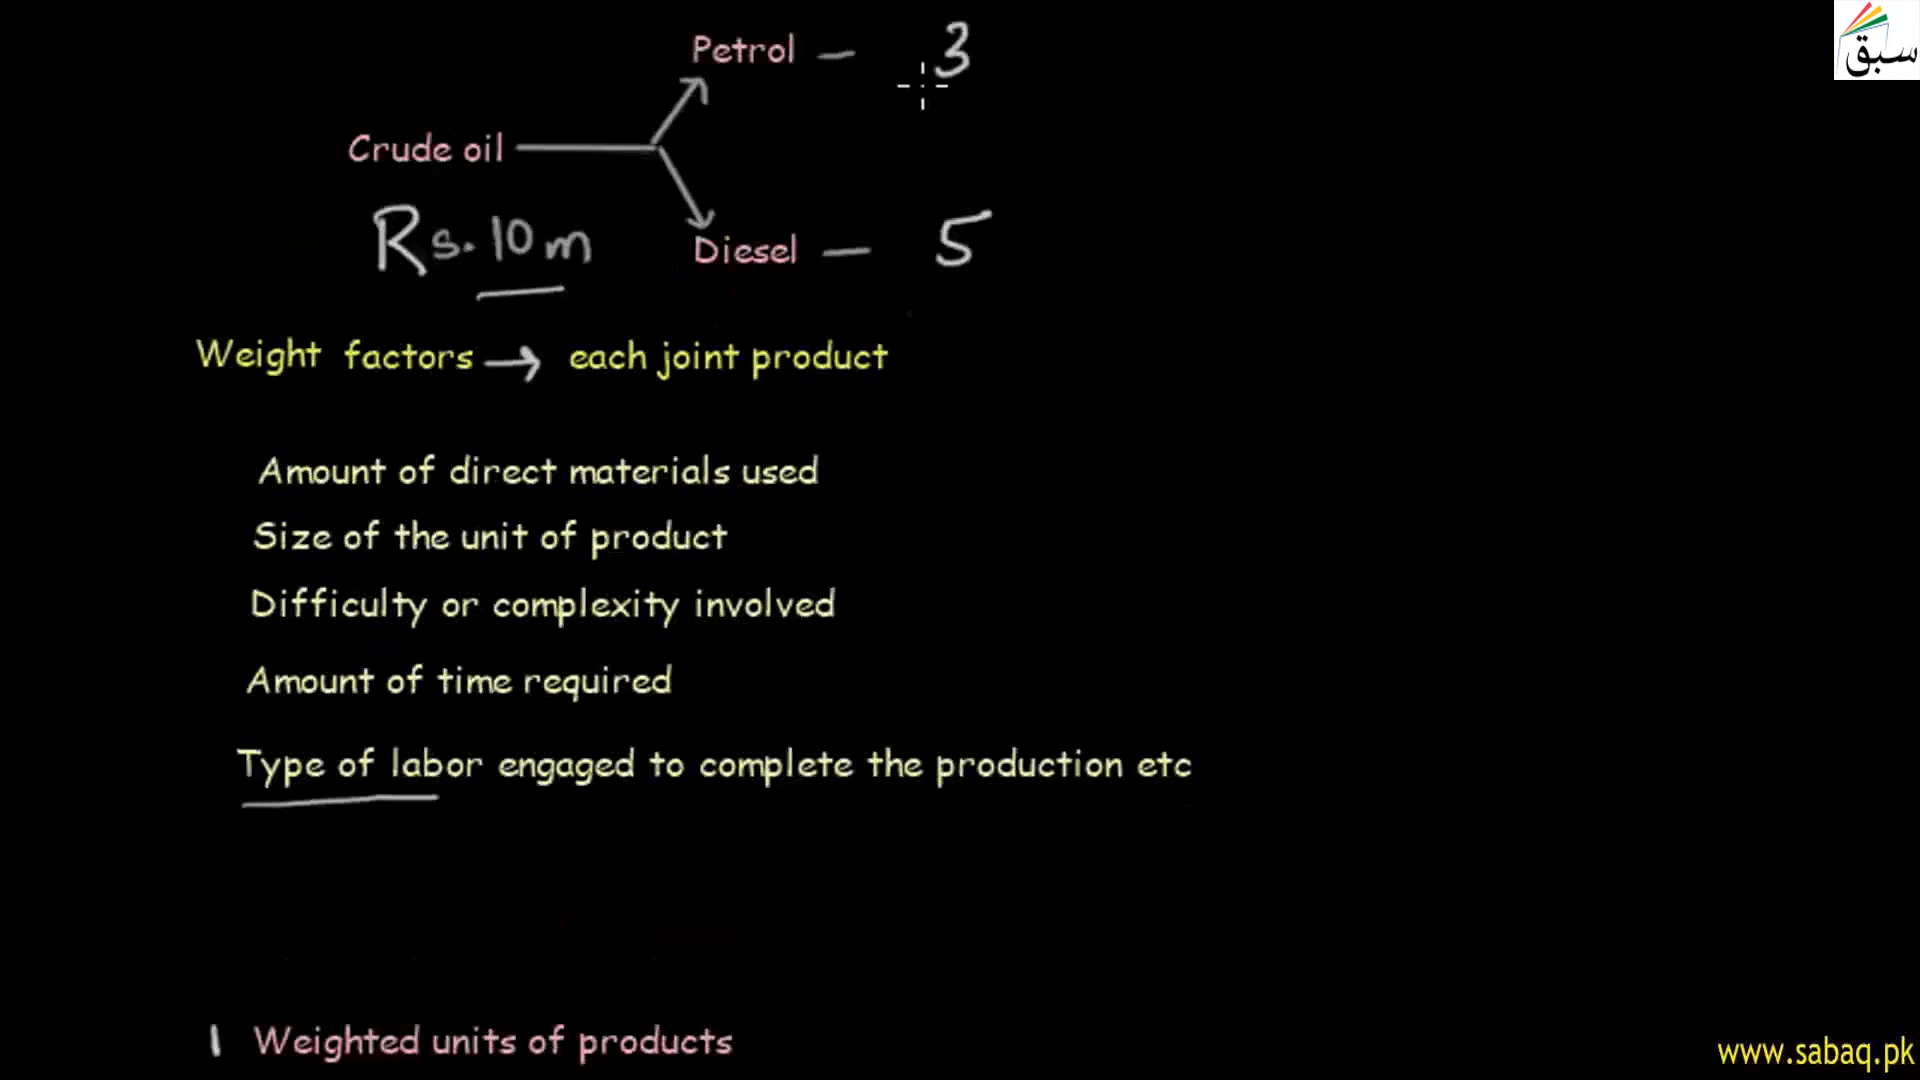 Petrol — 3
سبق
Crude oil
Rs. 10 m
Diesel — 5
Weight factors → each joint product
Amount of direct materials used
Size of the unit of product
Difficulty or complexity involved
Amount of time required
Type of labor engaged to complete the production etc
1 Weighted units of products
www.sabaq.pk